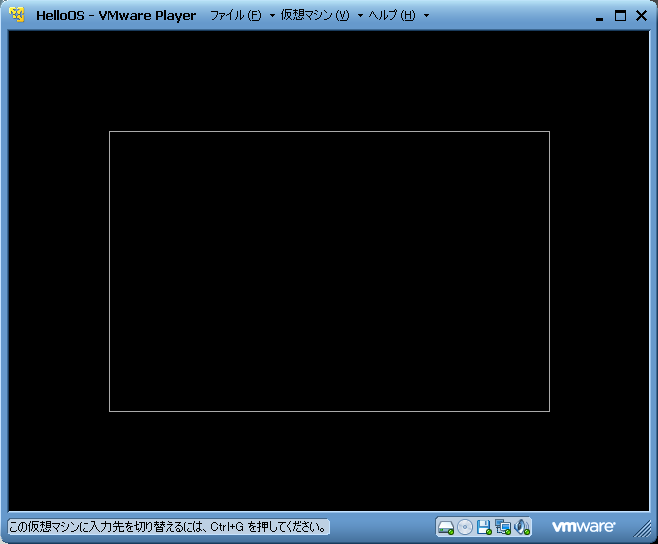 HelloOS - VMware Player ファイル(F) 仮想マシン(V) ヘルプ(H)
この仮想マシンに入力先を切り替えるには、Ctrl+G を押してください。
vmware